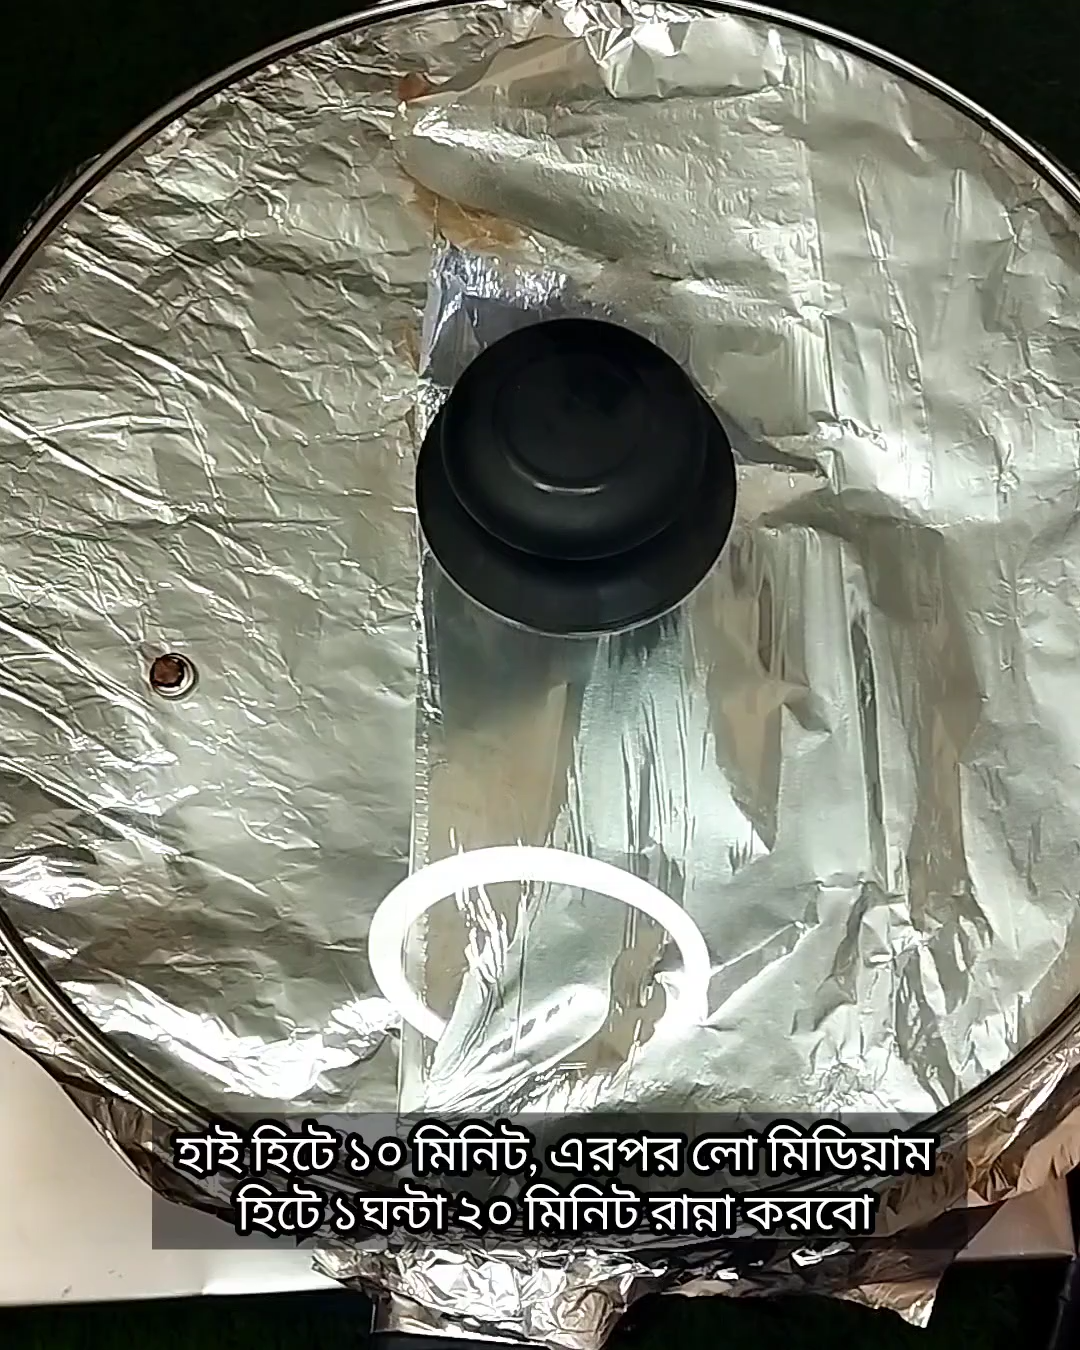 হাই হিটে ১০ মিনিট, এরপর লো মিডিয়াম
হিটে ১ঘন্টা ২০ মিনিট রান্না করবো